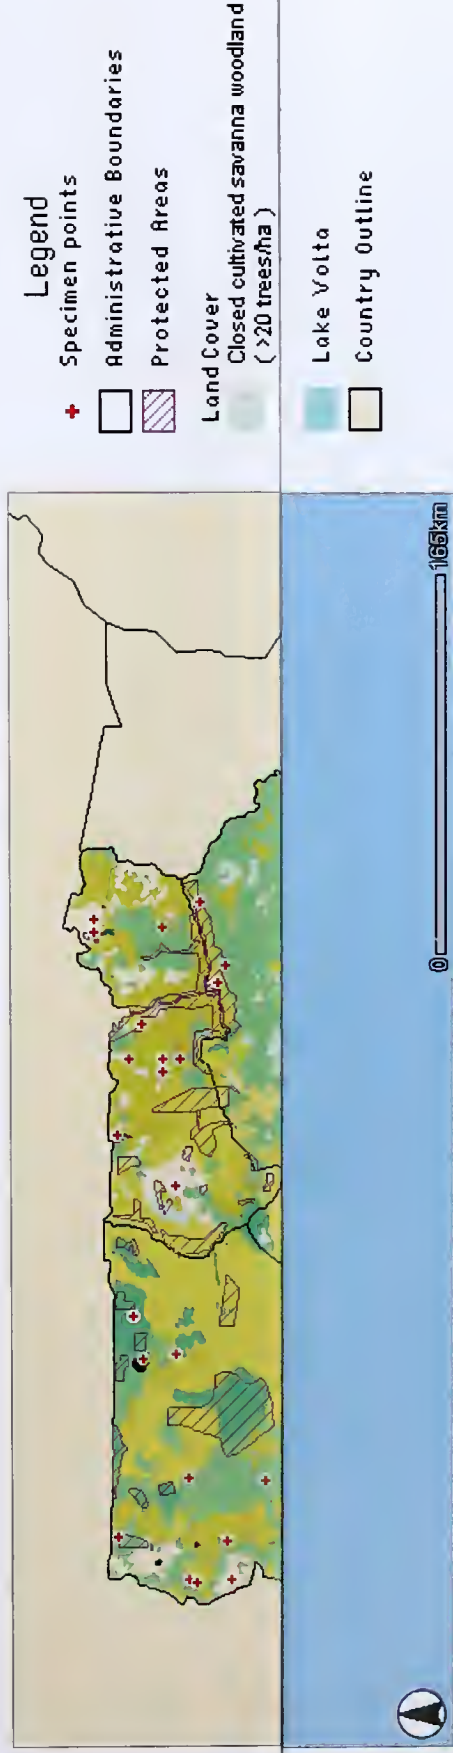 Legend
Specimen points
Administrative Boundaries
Protected Areas
Land Cover
Closed cultivated savanna woodland
( >20 trees/ha )
Lake Volta
Country Outline
0 165km